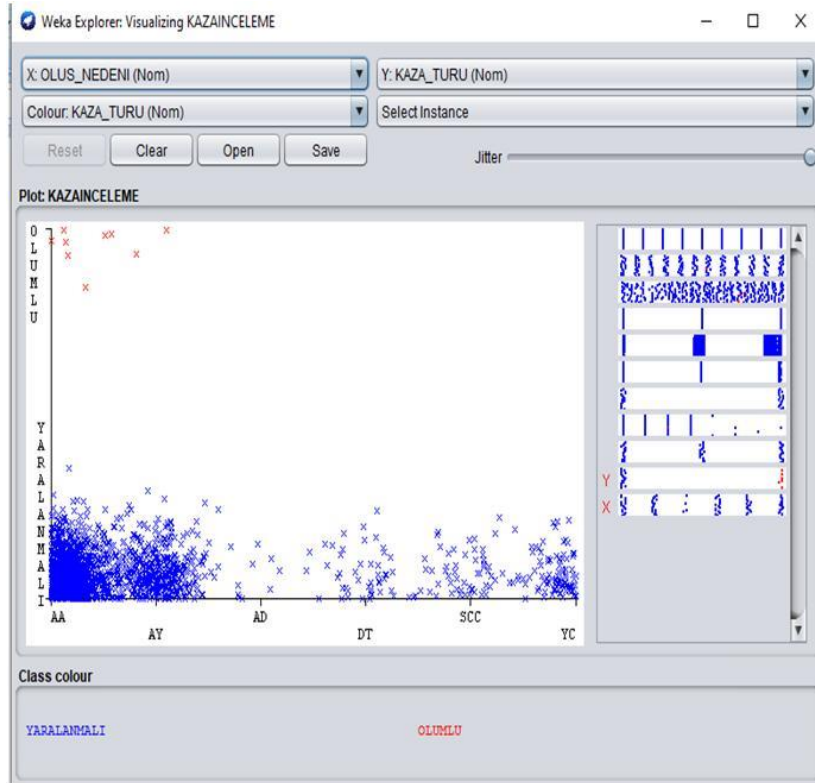 Weka Explorer: Visualizing KAZAINCELEME
X: OLUS_NEDENI (Nom)
Y: KAZA_TURU (Nom)
Colour: KAZA_TURU (Nom)
Select Instance
Reset
Clear
Open
Save
Jitter
Plot: KAZAINCELEME
OLUMLU
YARALANMALI
AA
AY
AD
DT
SCC
YC
Y
X
Class colour
YARALANMALI
OLUMLU